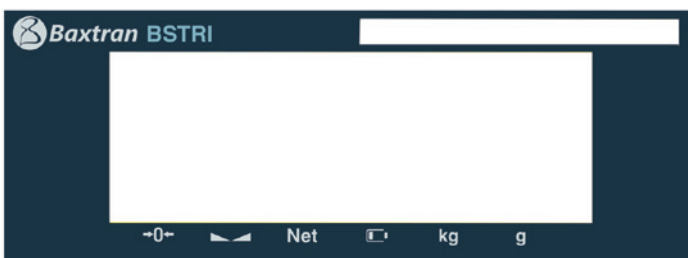 Baxtran BSTRI
→0← Net kg g